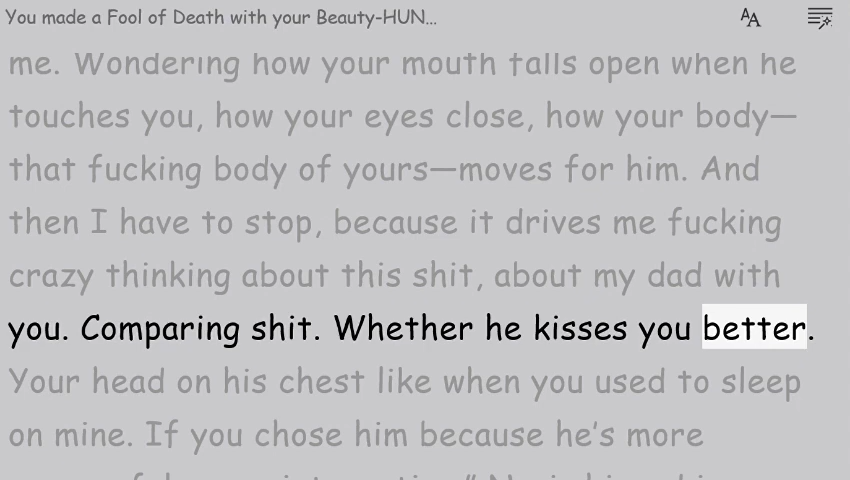 You made a Fool of Death with your Beauty-HUN...
me. Wondering how your mouth falls open when he
touches you, how your eyes close, how your body—
that fucking body of yours—moves for him. And
then I have to stop, because it drives me fucking
crazy thinking about this shit, about my dad with
you. Comparing shit. Whether he kisses you better.
Your head on his chest like when you used to sleep
on mine. If you chose him because he's more